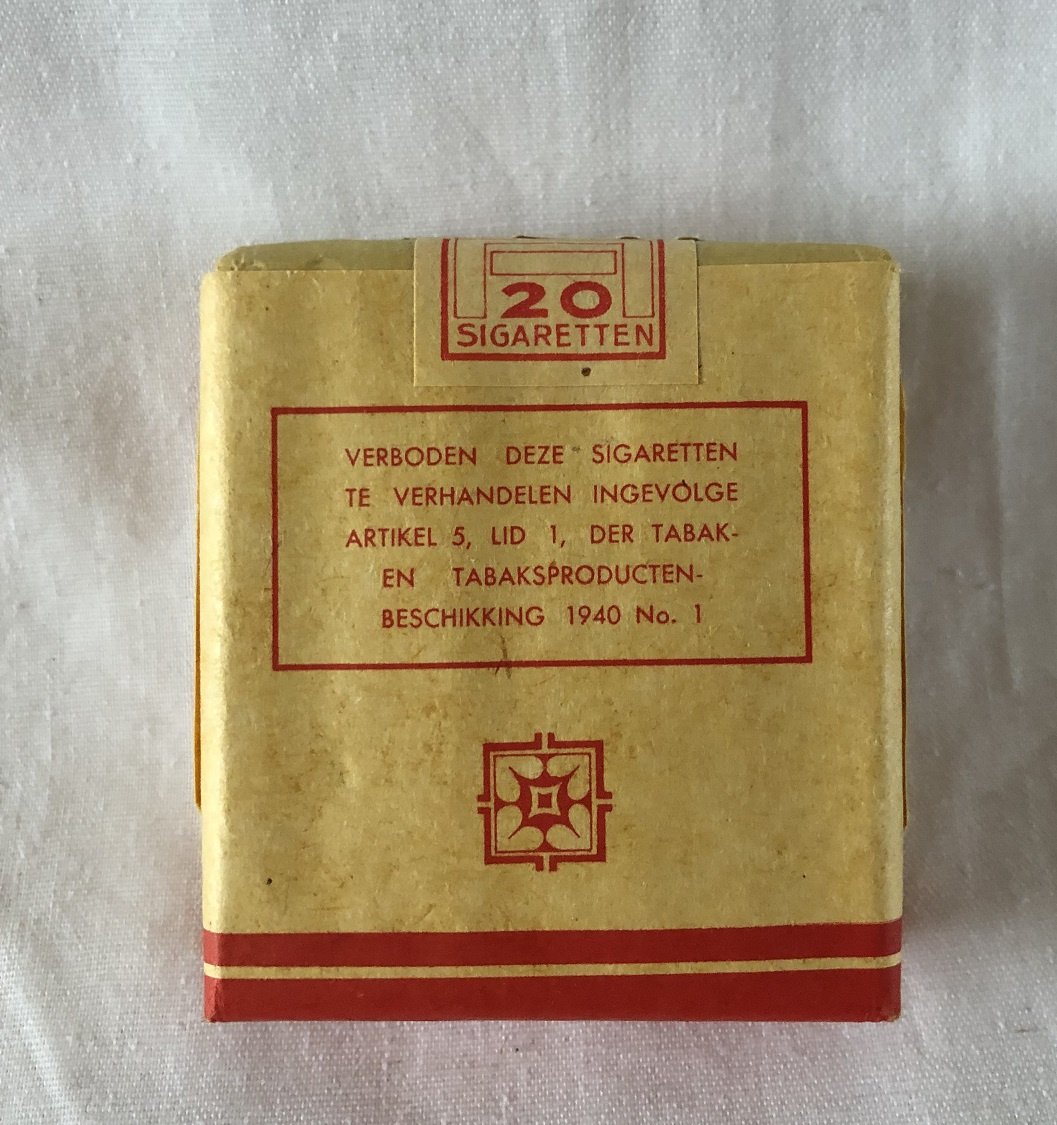 20
SIGARETTEN
VERBODEN DEZE SIGARETTEN
TE VERHANDELEN INGEVOLGE
ARTIKEL 5, LID 1, DER TABAK-
EN TABAKSPRODUCTEN-
BESCHIKKING 1940 No. 1